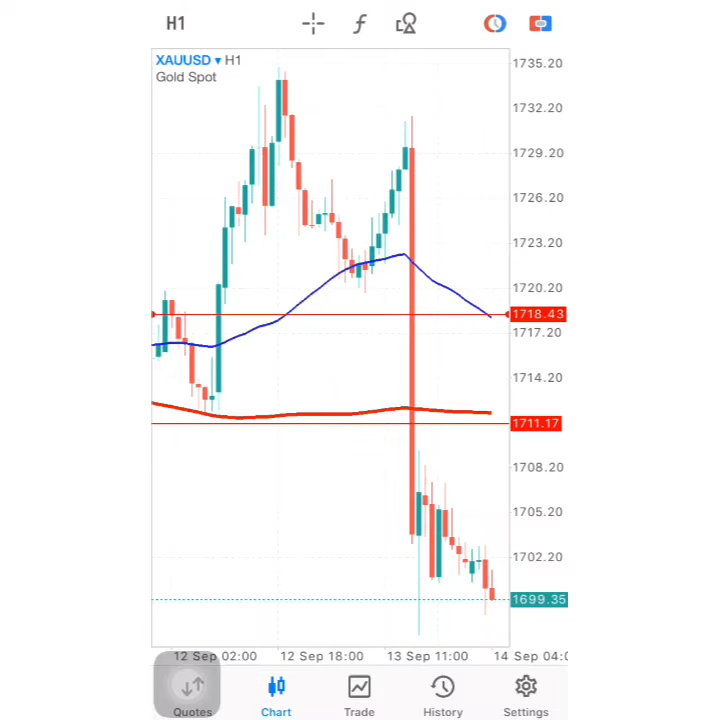 H1
XAUUSD ▾ H1
Gold Spot
1735.20
1732.20
1729.20
1726.20
1723.20
1720.20
1718.43
1717.20
1714.20
1711.17
1708.20
1705.20
1702.20
1699.35
12 Sep 02:00 12 Sep 18:00 13 Sep 11:00 14 Sep 04:0
Quotes Chart Trade History Settings